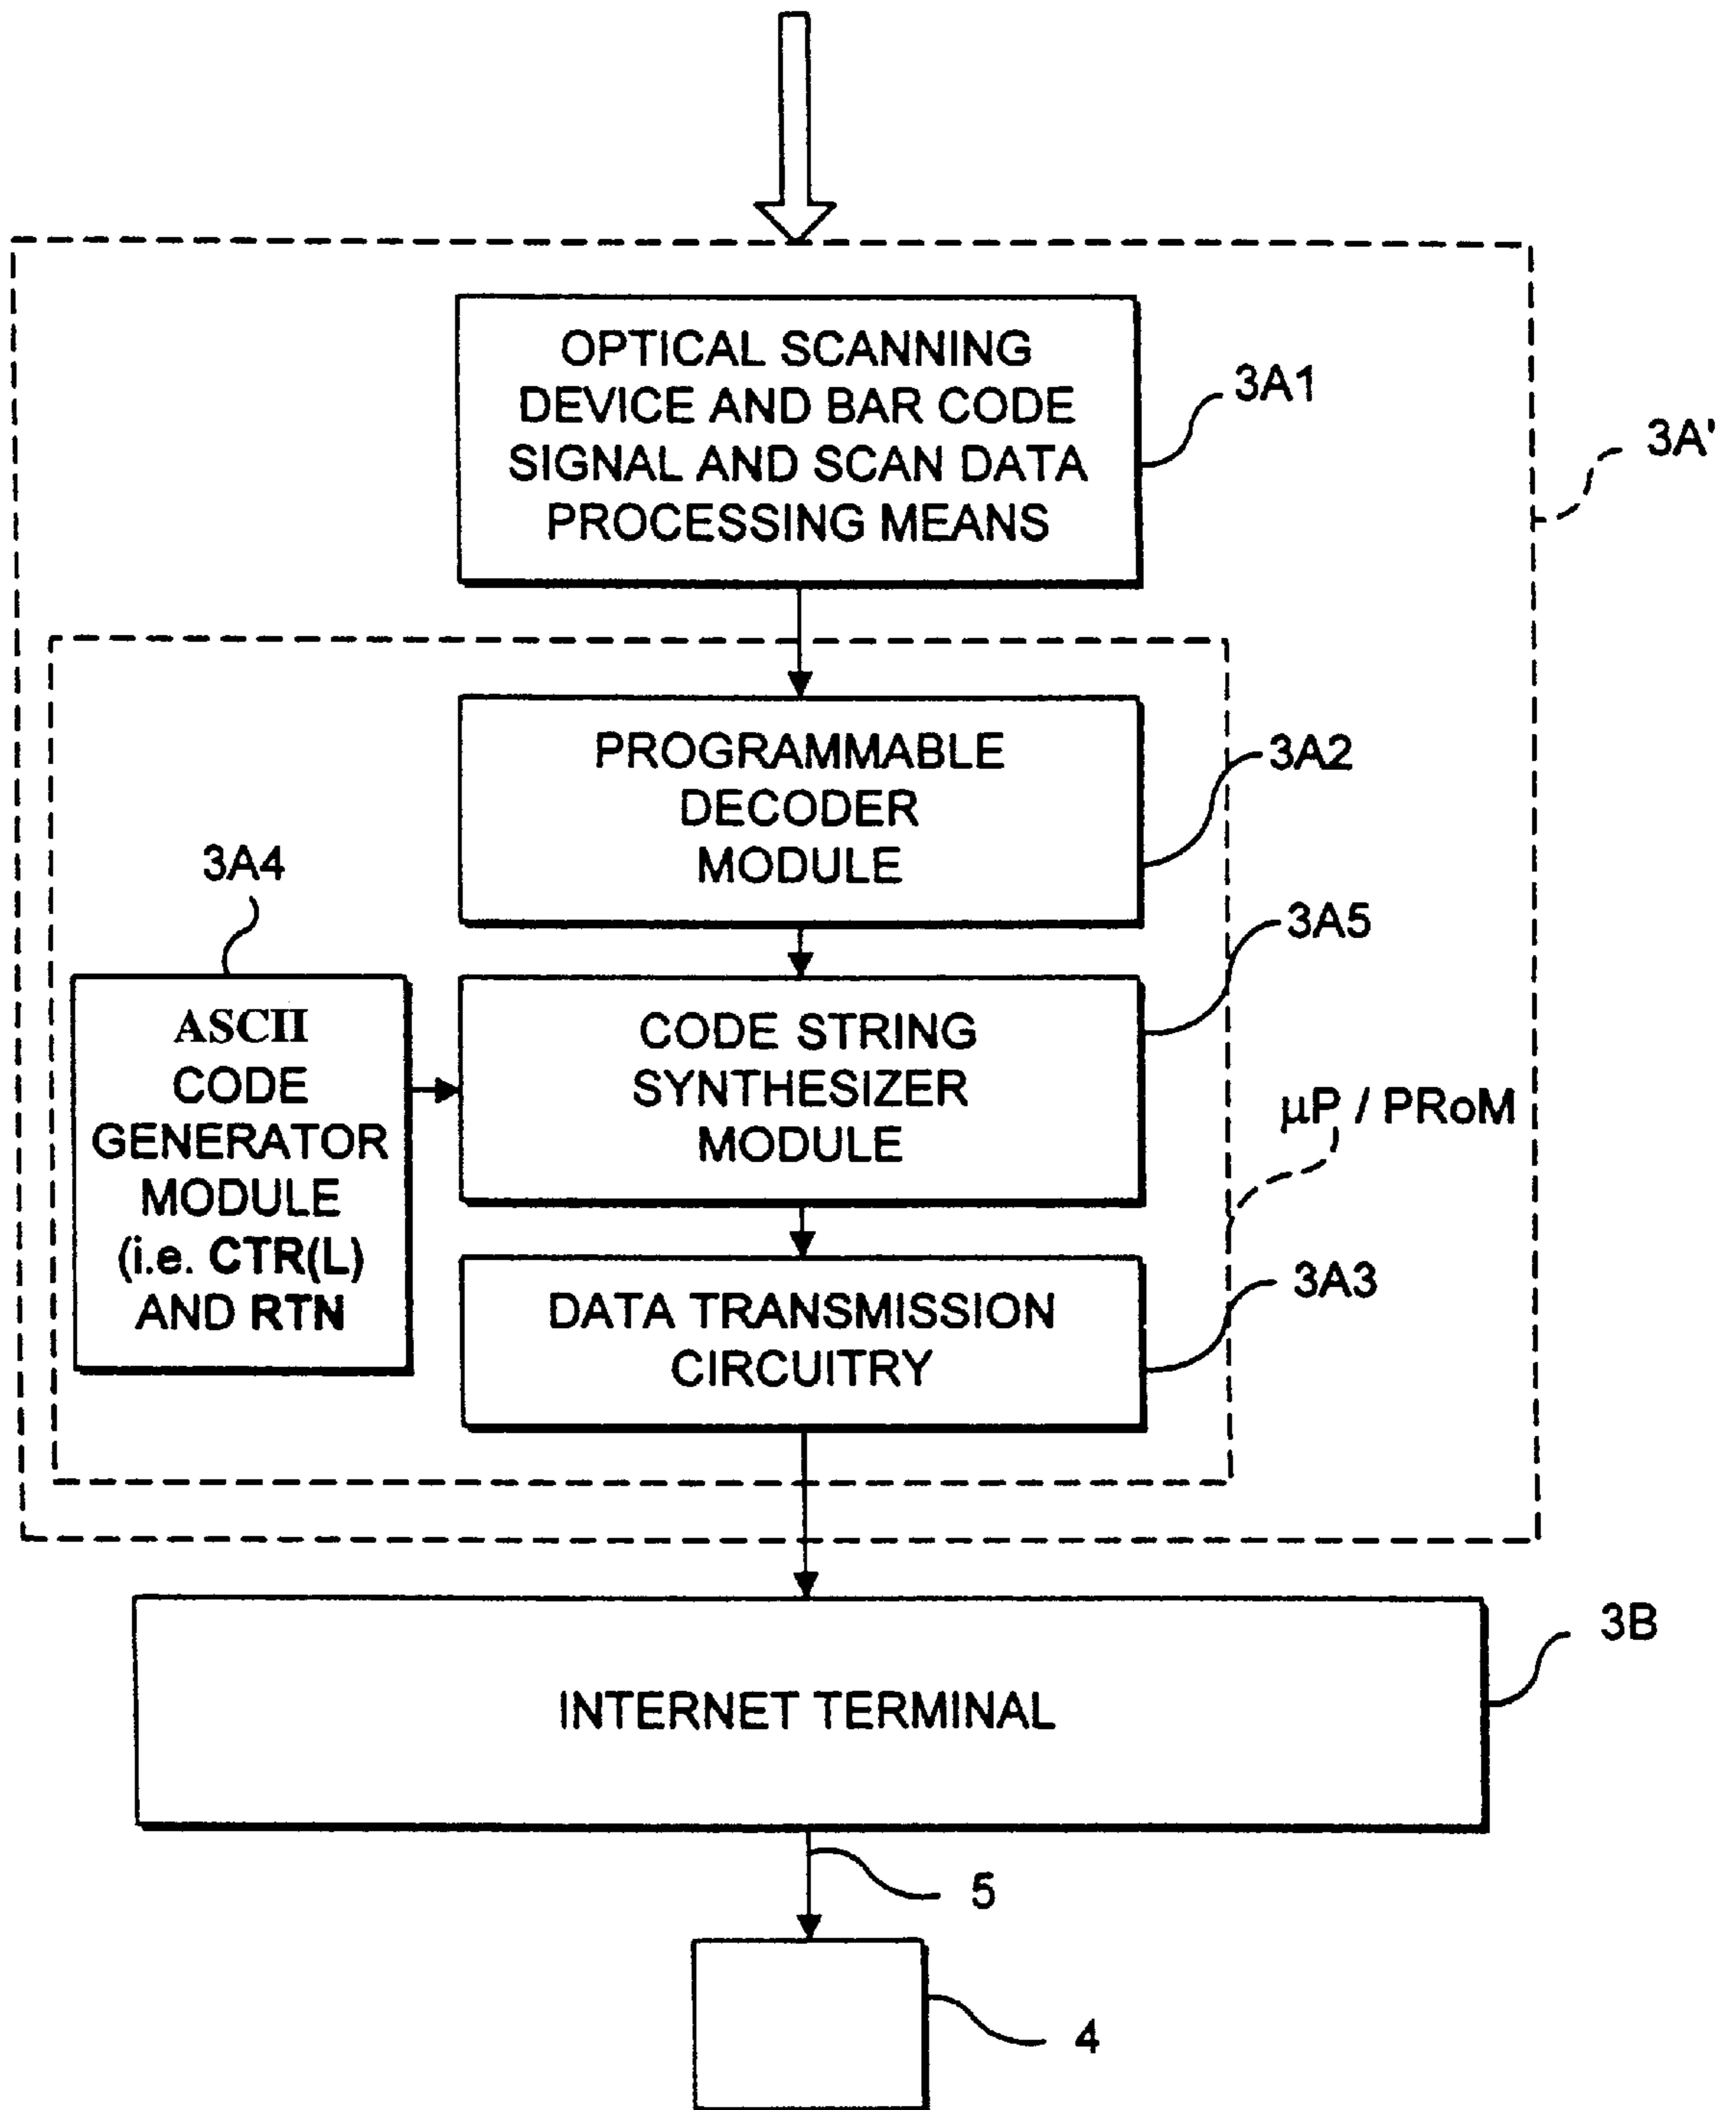 OPTICAL SCANNING
DEVICE AND BAR CODE
SIGNAL AND SCAN DATA
PROCESSING MEANS
3A1
3A'
PROGRAMMABLE
DECODER
MODULE
3A2
3A4
3A5
ASCII
CODE
GENERATOR
MODULE
(i.e. CTR(L)
AND RTN
CODE STRING
SYNTHESIZER
MODULE
µP / PRoM
DATA TRANSMISSION
CIRCUITRY
3A3
INTERNET TERMINAL
3B
5
4